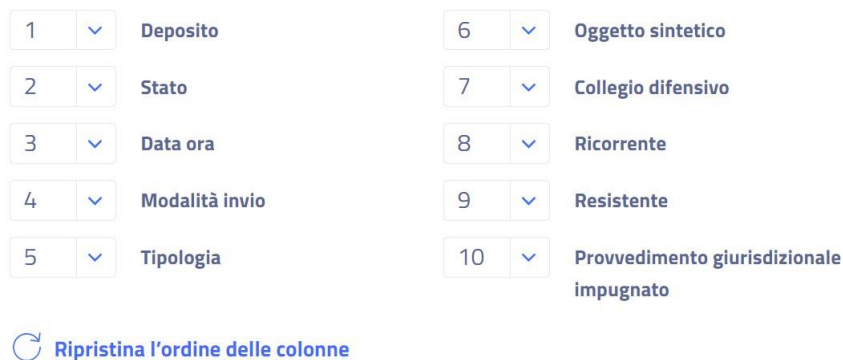 1 Deposito
2 Stato
3 Data ora
4 Modalità invio
5 Tipologia
6 Oggetto sintetico
7 Collegio difensivo
8 Ricorrente
9 Resistente
10 Provvedimento giurisdizionale
impugnato
Ripristina l'ordine delle colonne